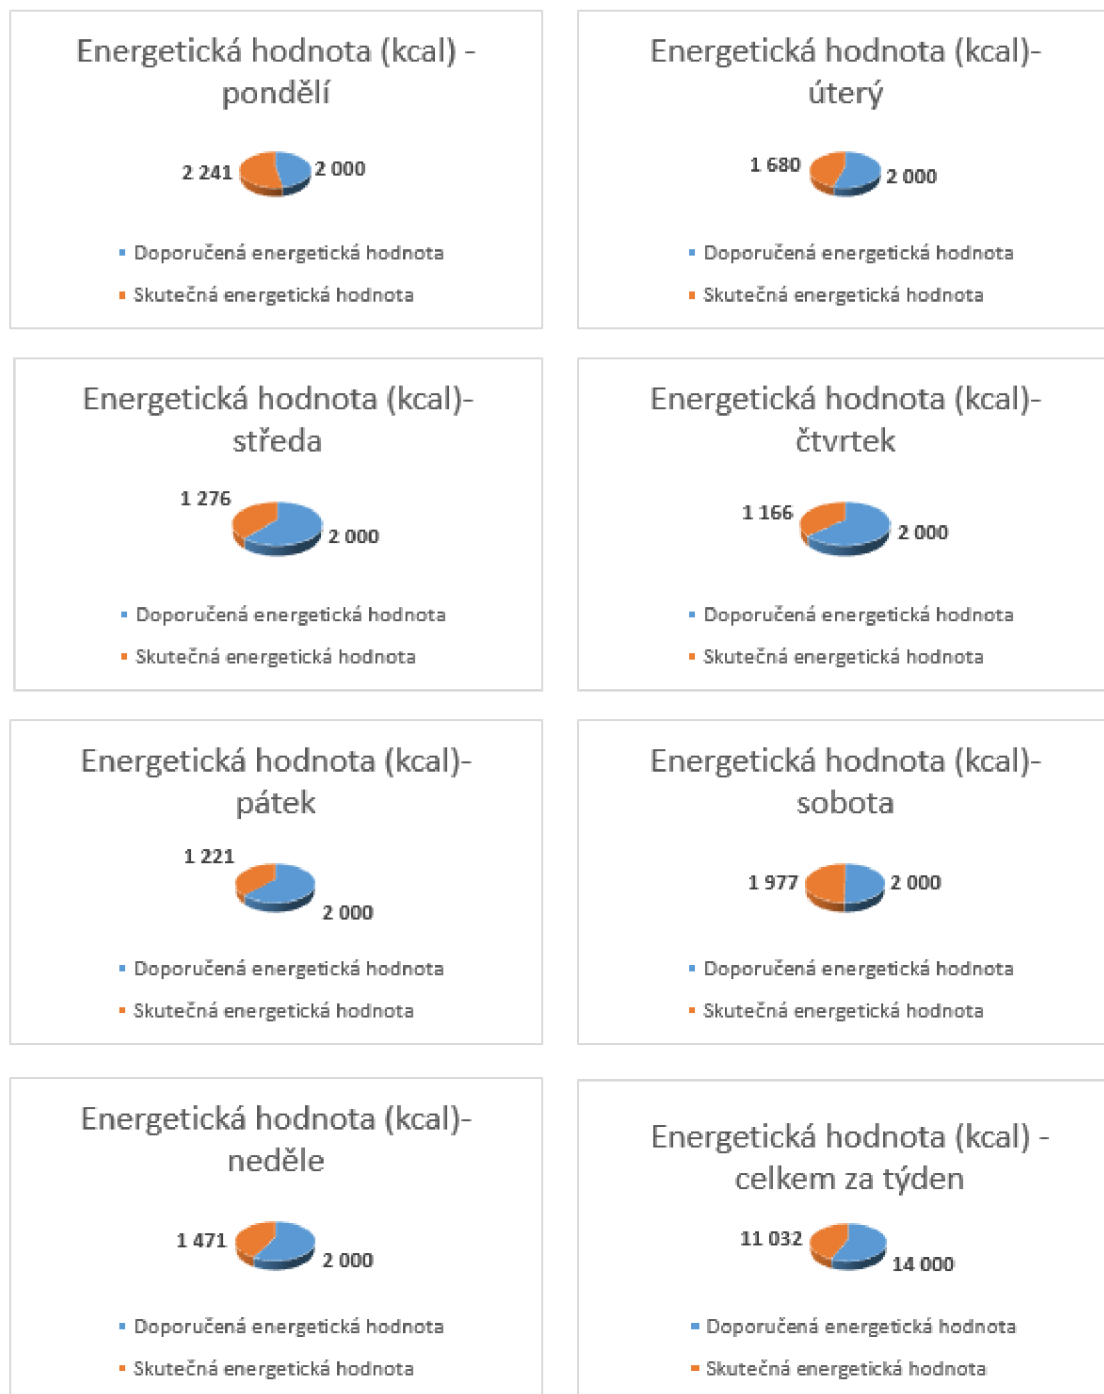 Energetická hodnota (kcal) -
pondělí
2 241
2 000
Doporučená energetická hodnota
Skutečná energetická hodnota
Energetická hodnota (kcal)-
úterý
1 680
2 000
Doporučená energetická hodnota
Skutečná energetická hodnota
Energetická hodnota (kcal)-
středa
1 276
2 000
Doporučená energetická hodnota
Skutečná energetická hodnota
Energetická hodnota (kcal)-
čtvrtek
1 166
2 000
Doporučená energetická hodnota
Skutečná energetická hodnota
Energetická hodnota (kcal)-
pátek
1 221
2 000
Doporučená energetická hodnota
Skutečná energetická hodnota
Energetická hodnota (kcal)-
sobota
1 977
2 000
Doporučená energetická hodnota
Skutečná energetická hodnota
Energetická hodnota (kcal)-
neděle
1 471
2 000
Doporučená energetická hodnota
Skutečná energetická hodnota
Energetická hodnota (kcal) -
celkem za týden
11 032
14 000
Doporučená energetická hodnota
Skutečná energetická hodnota